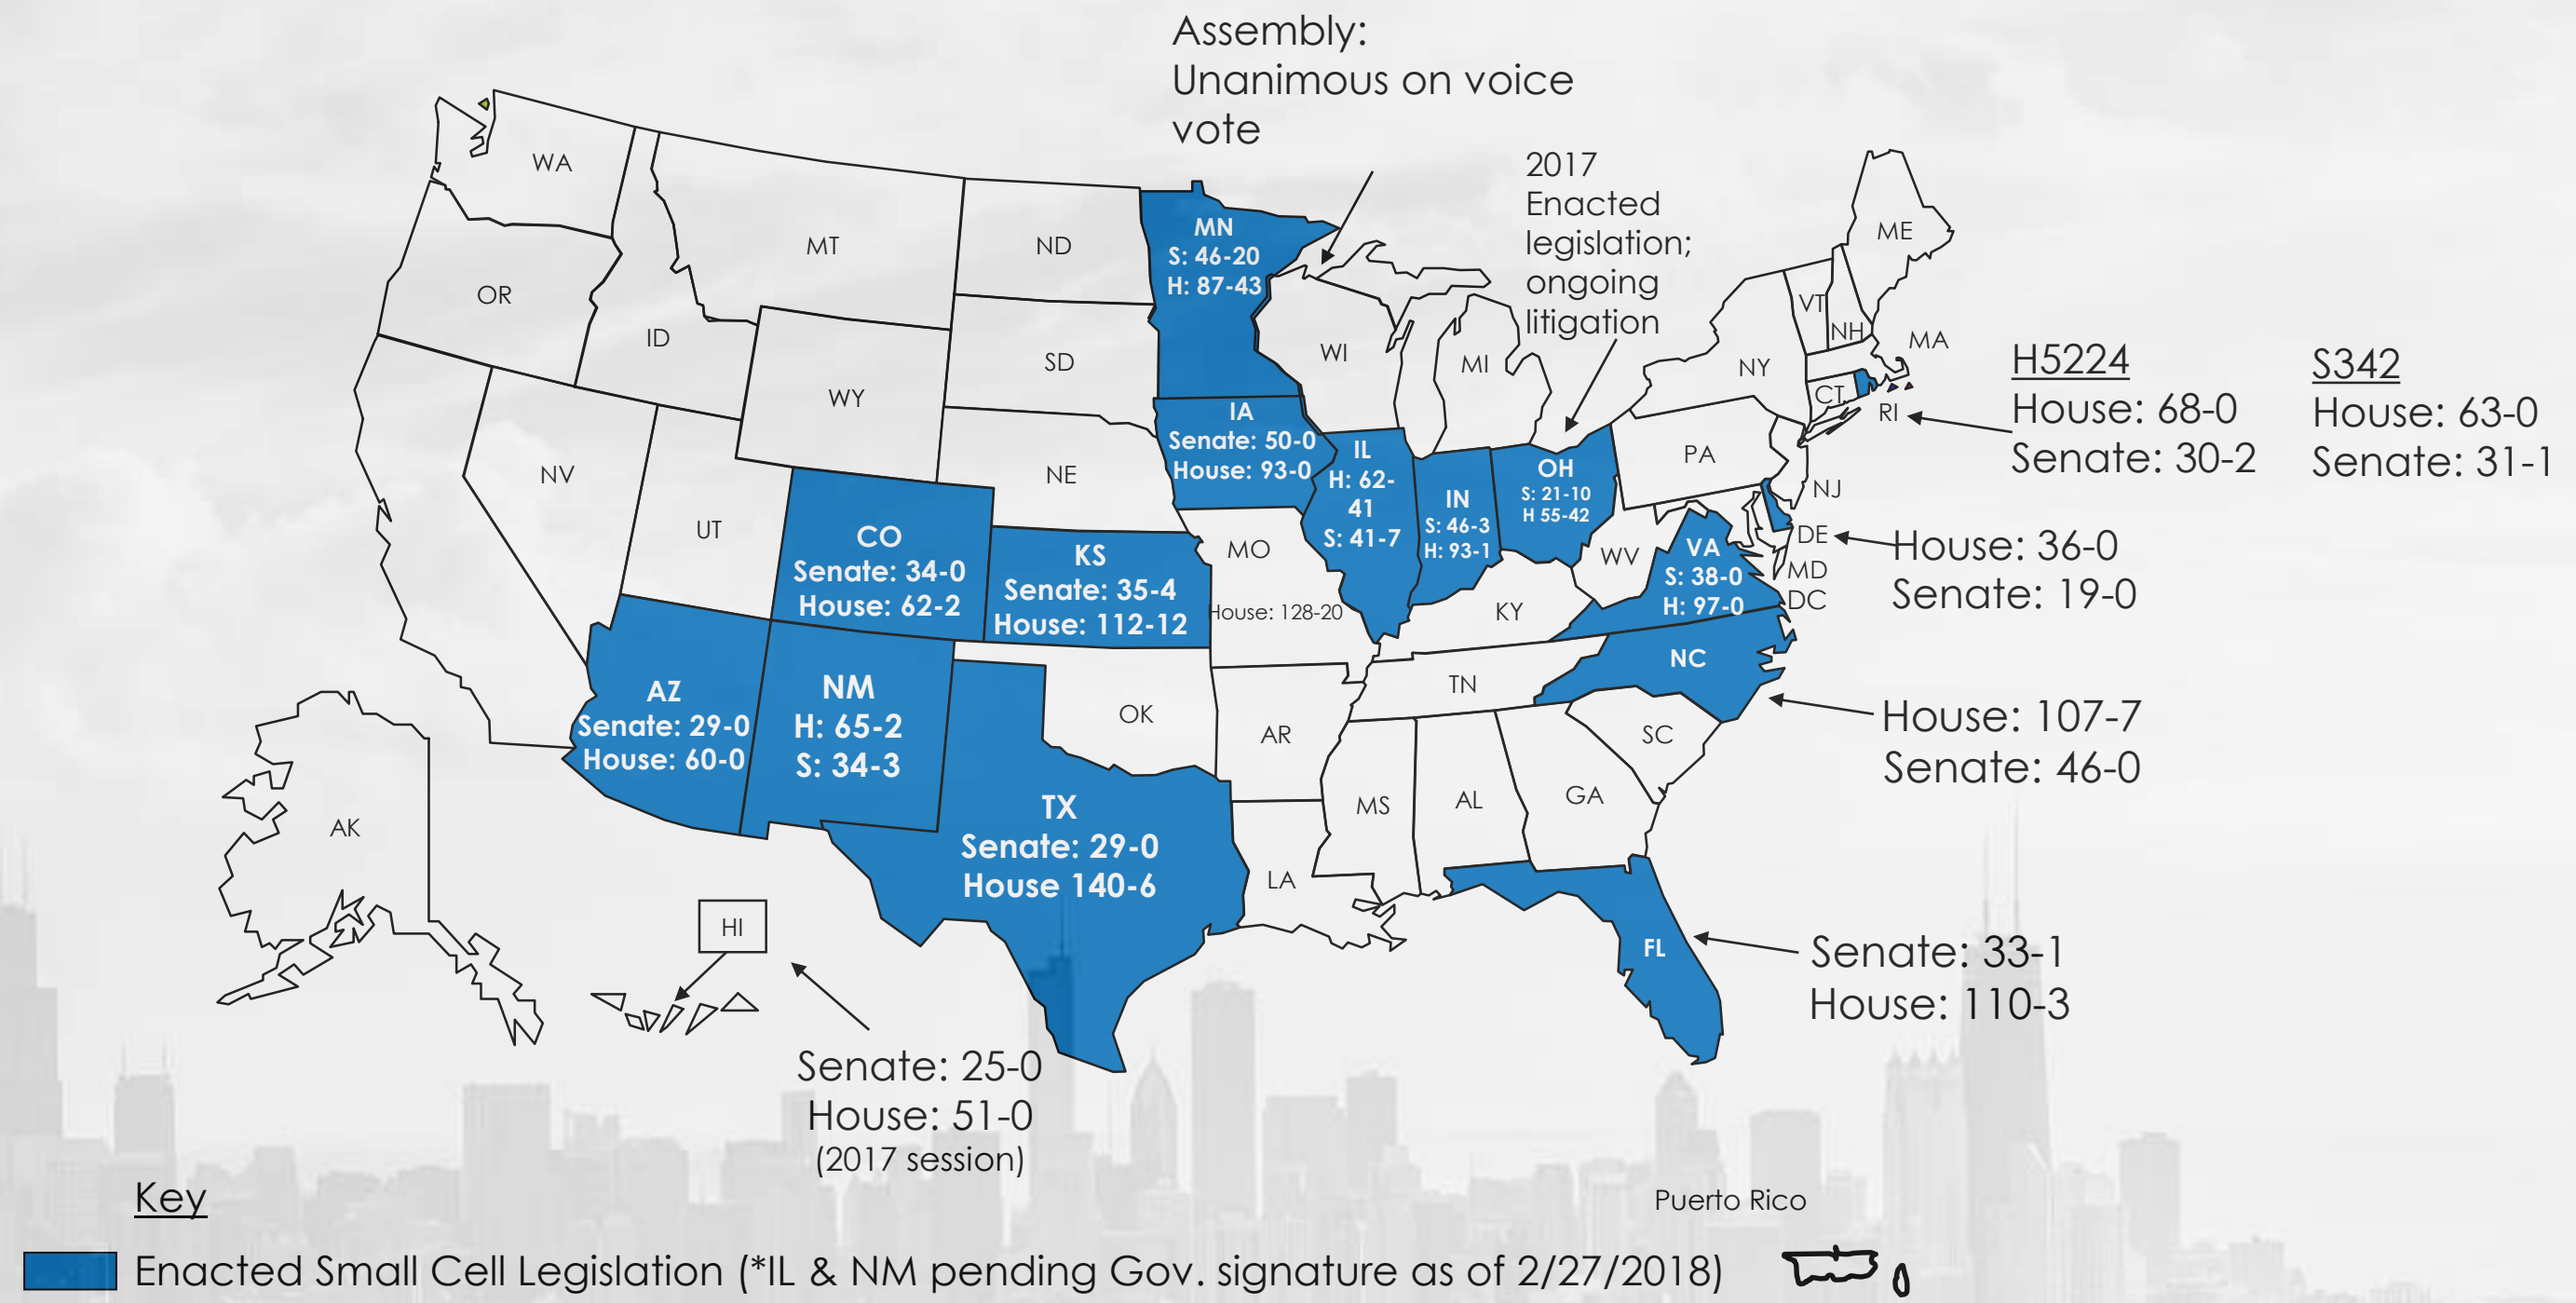 Assembly:
Unanimous on voice
vote
2017
Enacted
legislation;
ongoing
litigation
WA
OR
ID
MT
ND
SD
WY
NE
NV
UT
MN
S: 46-20
H: 87-43
WI
MI
IA
Senate: 50-0
House: 93-0
IL
H: 62-
41
S: 41-7
IN
S: 46-3
H: 93-1
OH
S: 21-10
H 55-42
ME
VT
NH
MA
NY
CT
RI
PA
NJ
H5224
House: 68-0
Senate: 30-2
S342
House: 63-0
Senate: 31-1
DE
House: 36-0
Senate: 19-0
MD
DC
WV
VA
S: 38-0
H: 97-0
KY
CO
Senate: 34-0
House: 62-2
KS
Senate: 35-4
House: 112-12
MO
House: 128-20
AZ
Senate: 29-0
House: 60-0
NM
H: 65-2
S: 34-3
TX
Senate: 29-0
House 140-6
OK
AR
TN
NC
House: 107-7
Senate: 46-0
SC
MS
AL
GA
LA
FL
Senate: 33-1
House: 110-3
AK
HI
Senate: 25-0
House: 51-0
(2017 session)
Puerto Rico
Key
Enacted Small Cell Legislation (*IL & NM pending Gov. signature as of 2/27/2018)